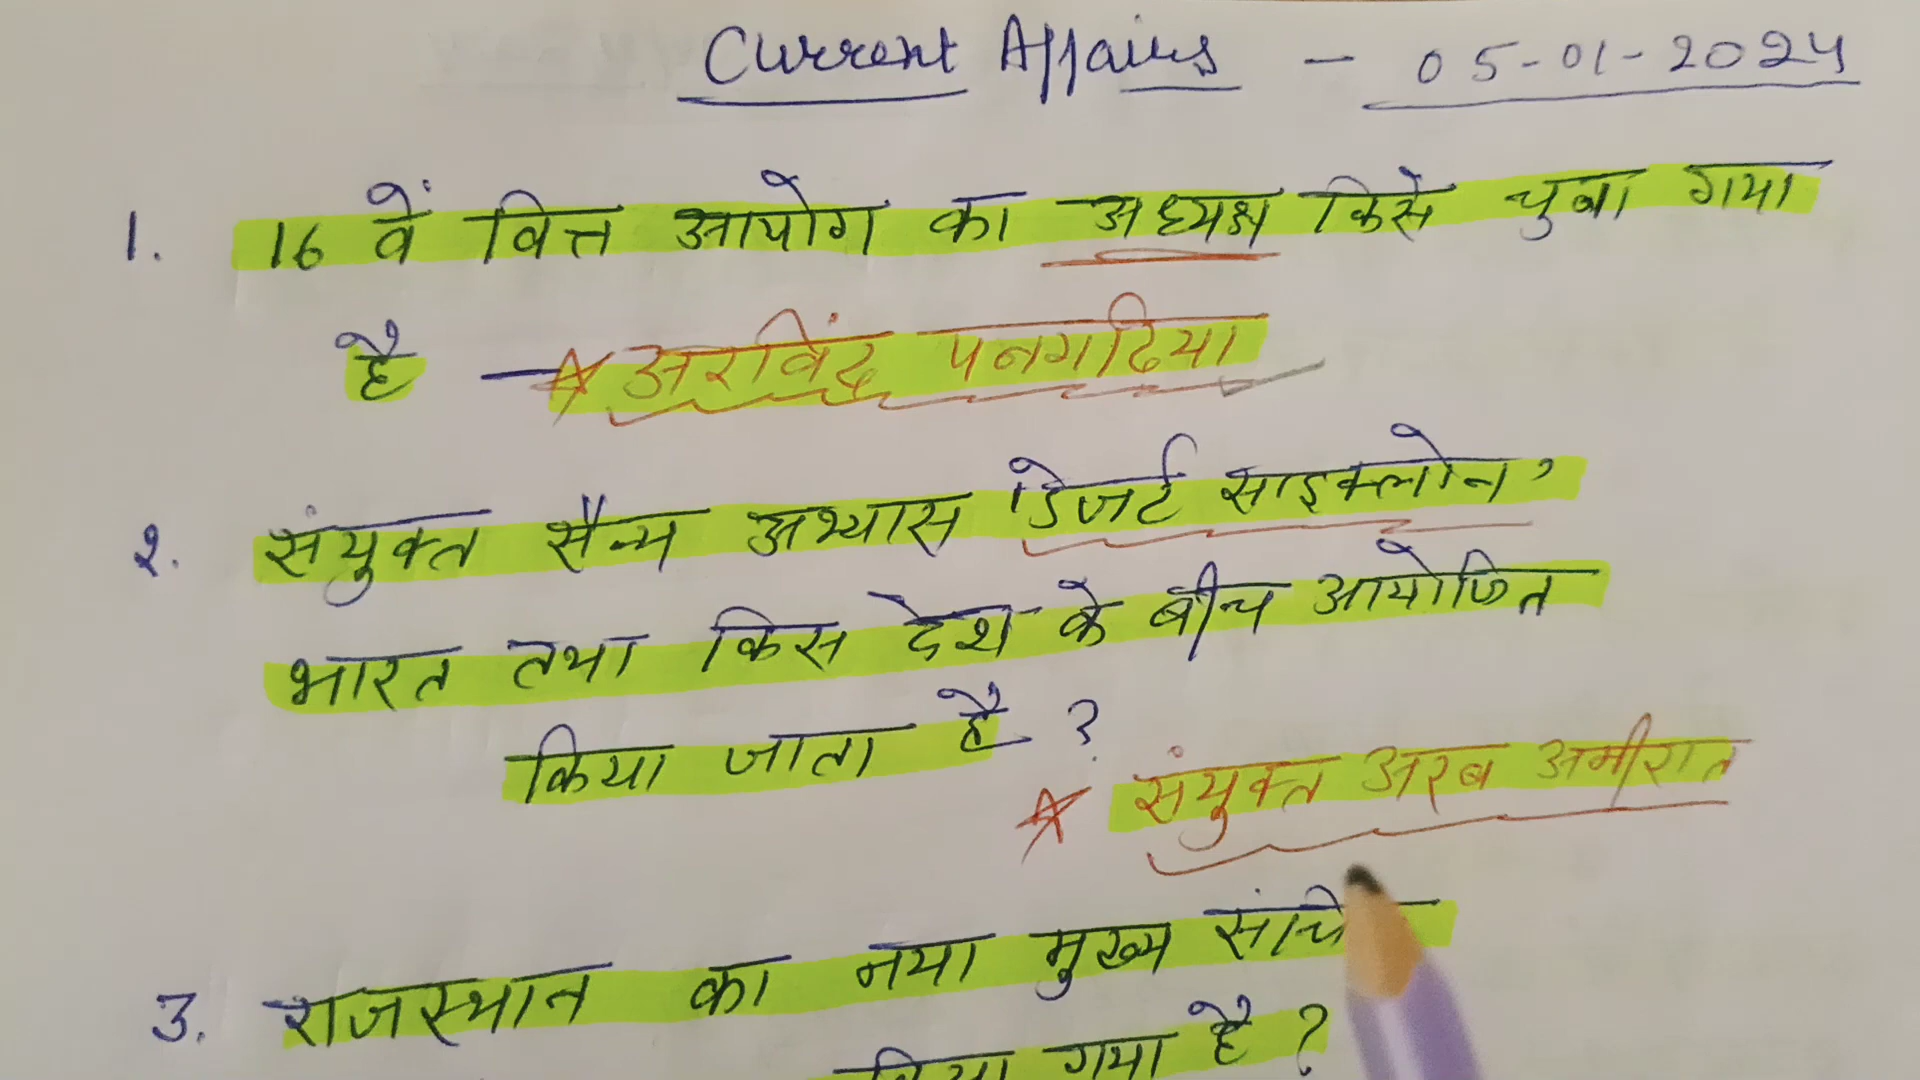 Current Affairs - 05-01-2024
1. 16 वें वित्त आयोग का अध्यक्ष किसे चुना गया
है - अरविंद पनगढिया
2. संयुक्त सैन्य अभ्यास 'डेजर्ट साइक्लोन'
भारत तथा किस देश के बीच आयोजित
किया जाता है ?
संयुक्त अरब अमीरात
3. राजस्थान का नया मुख्य
गया है ?